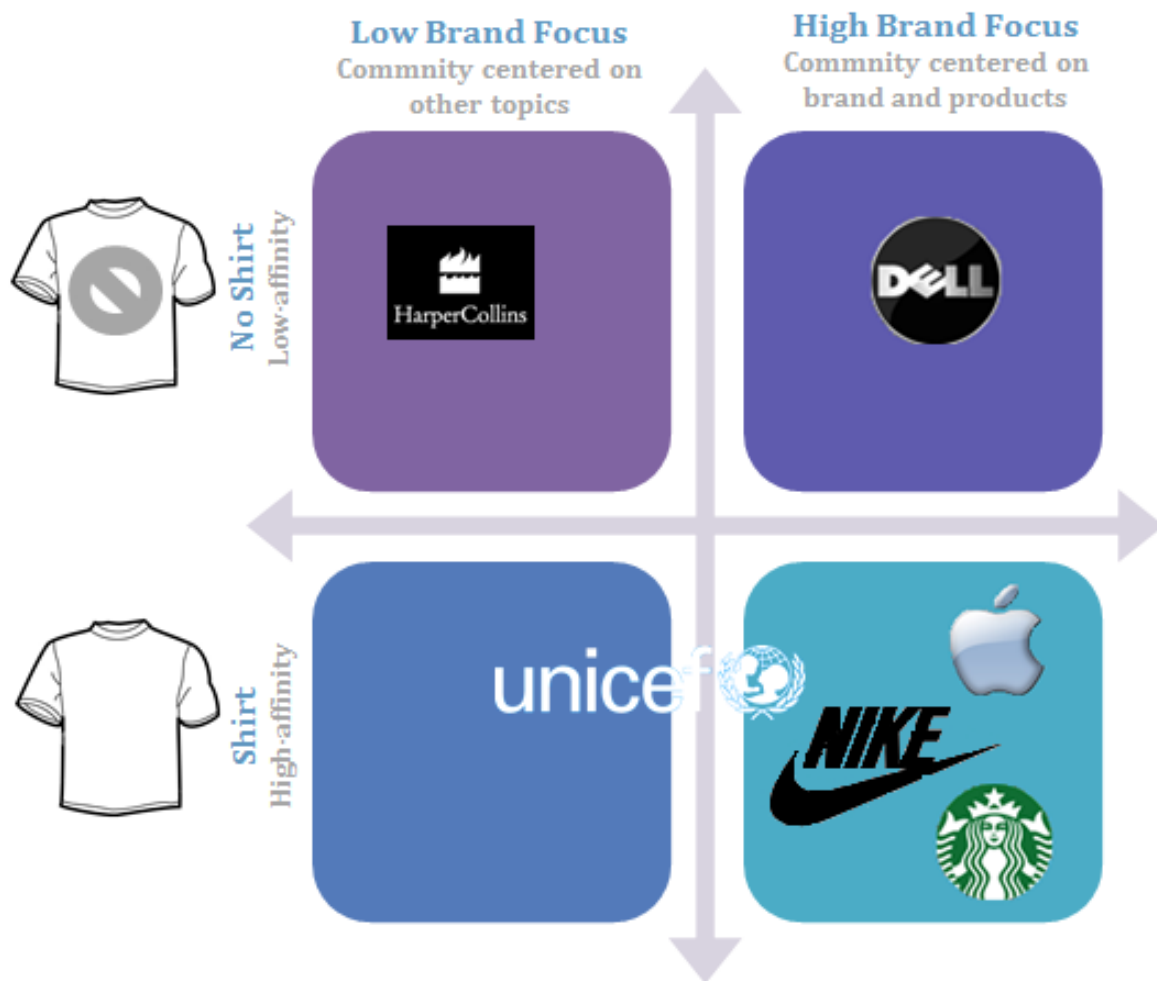 Low Brand Focus
Commnity centered on
other topics
High Brand Focus
Commnity centered on
brand and products
No Shirt
Low-affinity
HarperCollins
DELL
Shirt
High-affinity
unicef
NIKE